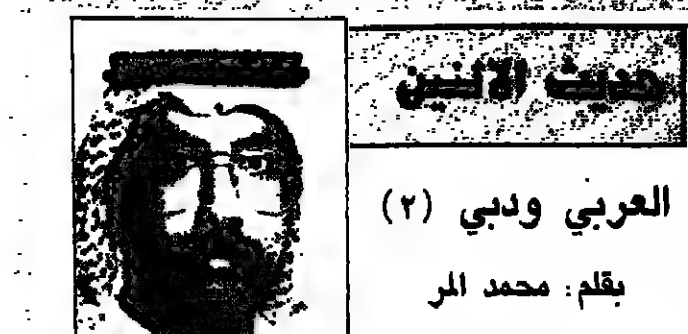 حديث الاثنين
العربي ودبي (٢)
بقلم: محمد المر